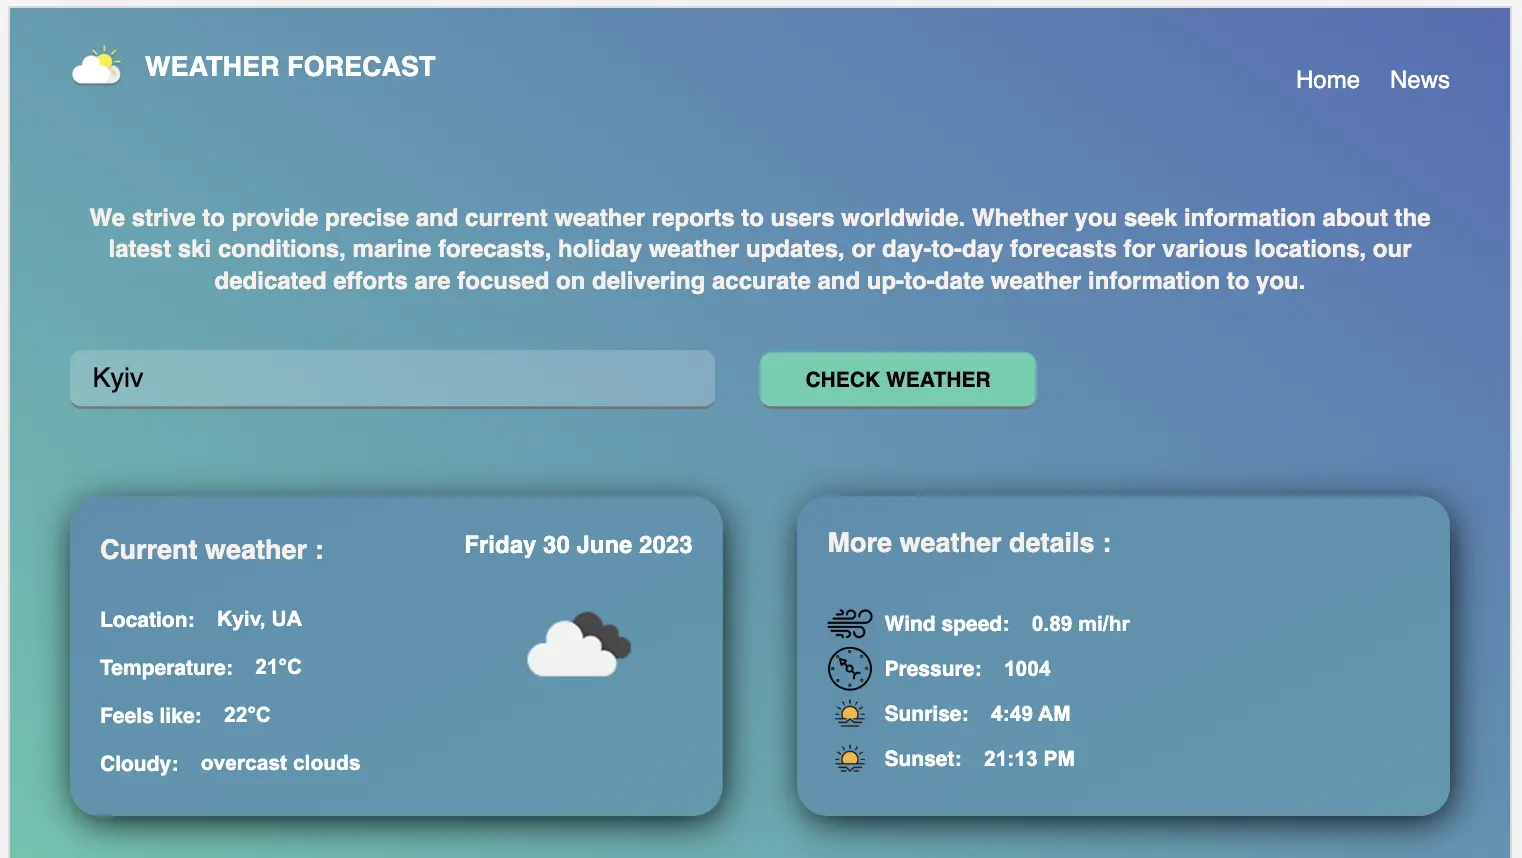 WEATHER FORECAST
Home News
We strive to provide precise and current weather reports to users worldwide. Whether you seek information about the
latest ski conditions, marine forecasts, holiday weather updates, or day-to-day forecasts for various locations, our
dedicated efforts are focused on delivering accurate and up-to-date weather information to you.
Kyiv
CHECK WEATHER
Current weather :
Friday 30 June 2023
Location: Kyiv, UA
Temperature: 21°C
Feels like: 22°C
Cloudy: overcast clouds
More weather details :
Wind speed: 0.89 mi/hr
Pressure: 1004
Sunrise: 4:49 AM
Sunset: 21:13 PM